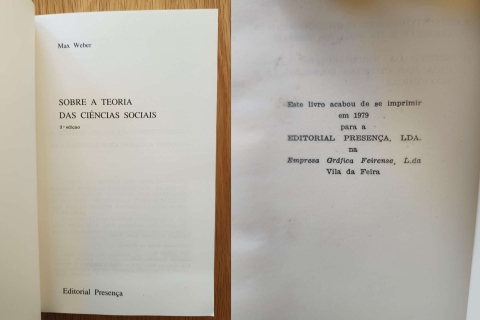 Max Weber
SOBRE A TEORIA
DAS CIÊNCIAS SOCIAIS
3ª edição
Editorial Presença
Este livro acabou de se imprimir
em 1979
para a
EDITORIAL PRESENÇA, LDA.
na
Empresa Gráfica Feirense, L.da
Vila da Feira